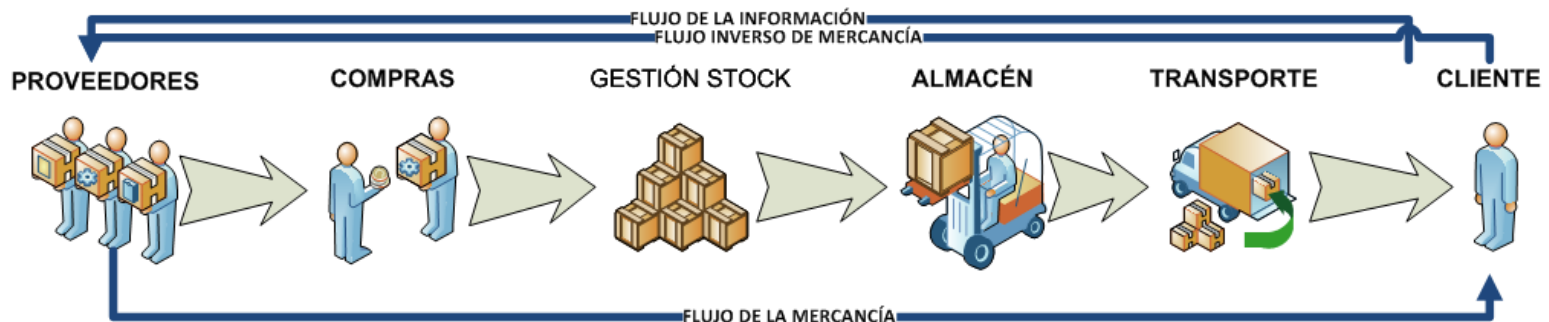 FLUJO DE LA INFORMACIÓN
FLUJO INVERSO DE MERCANCÍA
PROVEEDORES
COMPRAS
GESTIÓN STOCK
ALMACÉN
TRANSPORTE
CLIENTE
FLUJO DE LA MERCANCÍA